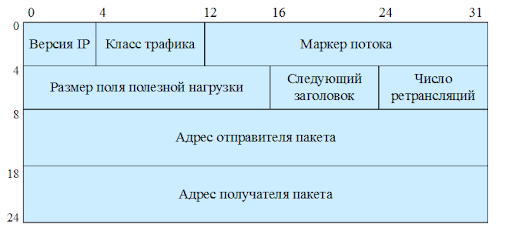 0 4 12 16 24 31
0
Версия IP Класс трафика Маркер потока
4
Размер поля полезной нагрузки Следующий заголовок Число ретрансляций
8
Адрес отправителя пакета
18
Адрес получателя пакета
24